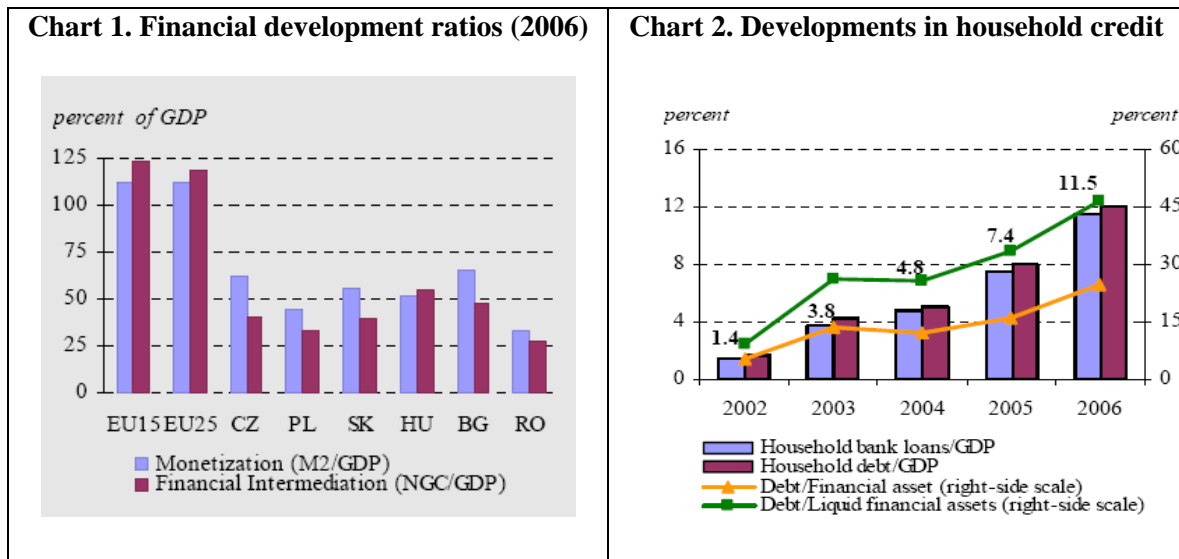 Chart 1. Financial development ratios (2006)
percent of GDP
125
100
75
50
25
0
EU15 EU25 CZ PL SK HU BG RO
Monetization (M2/GDP)
Financial Intermediation (NGC/GDP)
Chart 2. Developments in household credit
percent percent
16 60
11.5
12 45
7.4
8 4.8 30
3.8
4 15
1.4
0 0
2002 2003 2004 2005 2006
Household bank loans/GDP
Household debt/GDP
Debt/Financial asset (right-side scale)
Debt/Liquid financial assets (right-side scale)